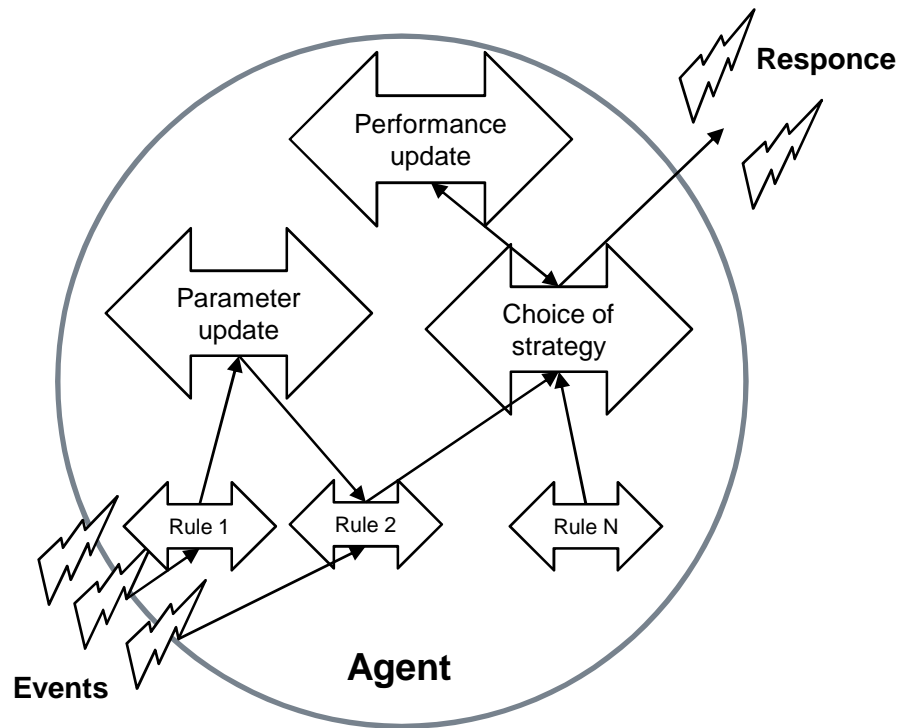 Responce
Performance
update
Parameter
update
Choice of
strategy
Rule 1
Rule 2
Rule N
Agent
Events